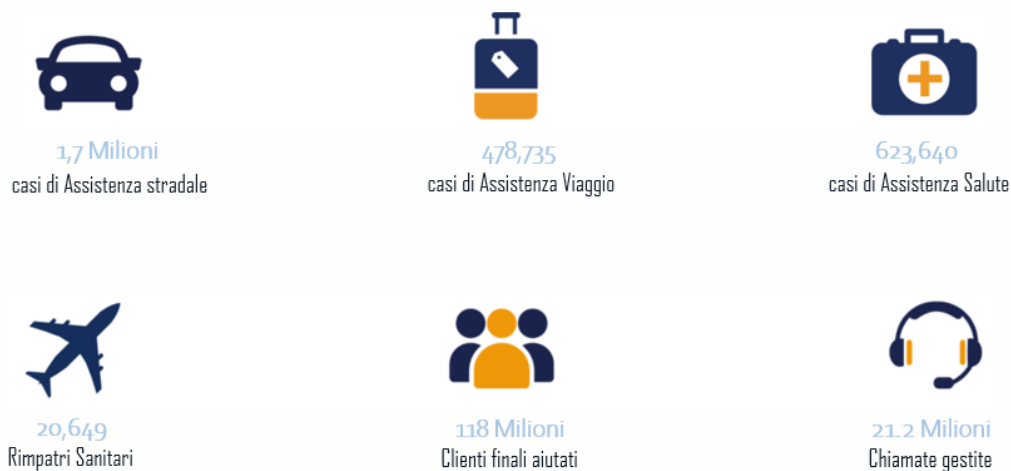 1,7 Milioni
casi di Assistenza stradale
478,735
casi di Assistenza Viaggio
623,640
casi di Assistenza Salute
20,649
Rimpatri Sanitari
118 Milioni
Clienti finali aiutati
21.2 Milioni
Chiamate gestite